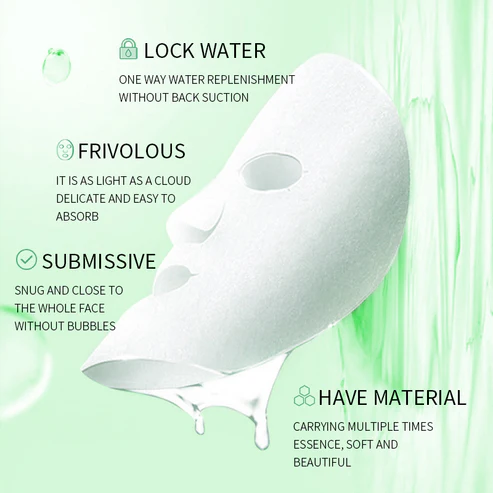 LOCK WATER
ONE WAY WATER REPLENISHMENT
WITHOUT BACK SUCTION
FRIVOLOUS
IT IS AS LIGHT AS A CLOUD
DELICATE AND EASY TO
ABSORB
SUBMISSIVE
SNUG AND CLOSE TO
THE WHOLE FACE
WITHOUT BUBBLES
HAVE MATERIAL
CARRYING MULTIPLE TIMES
ESSENCE, SOFT AND
BEAUTIFUL